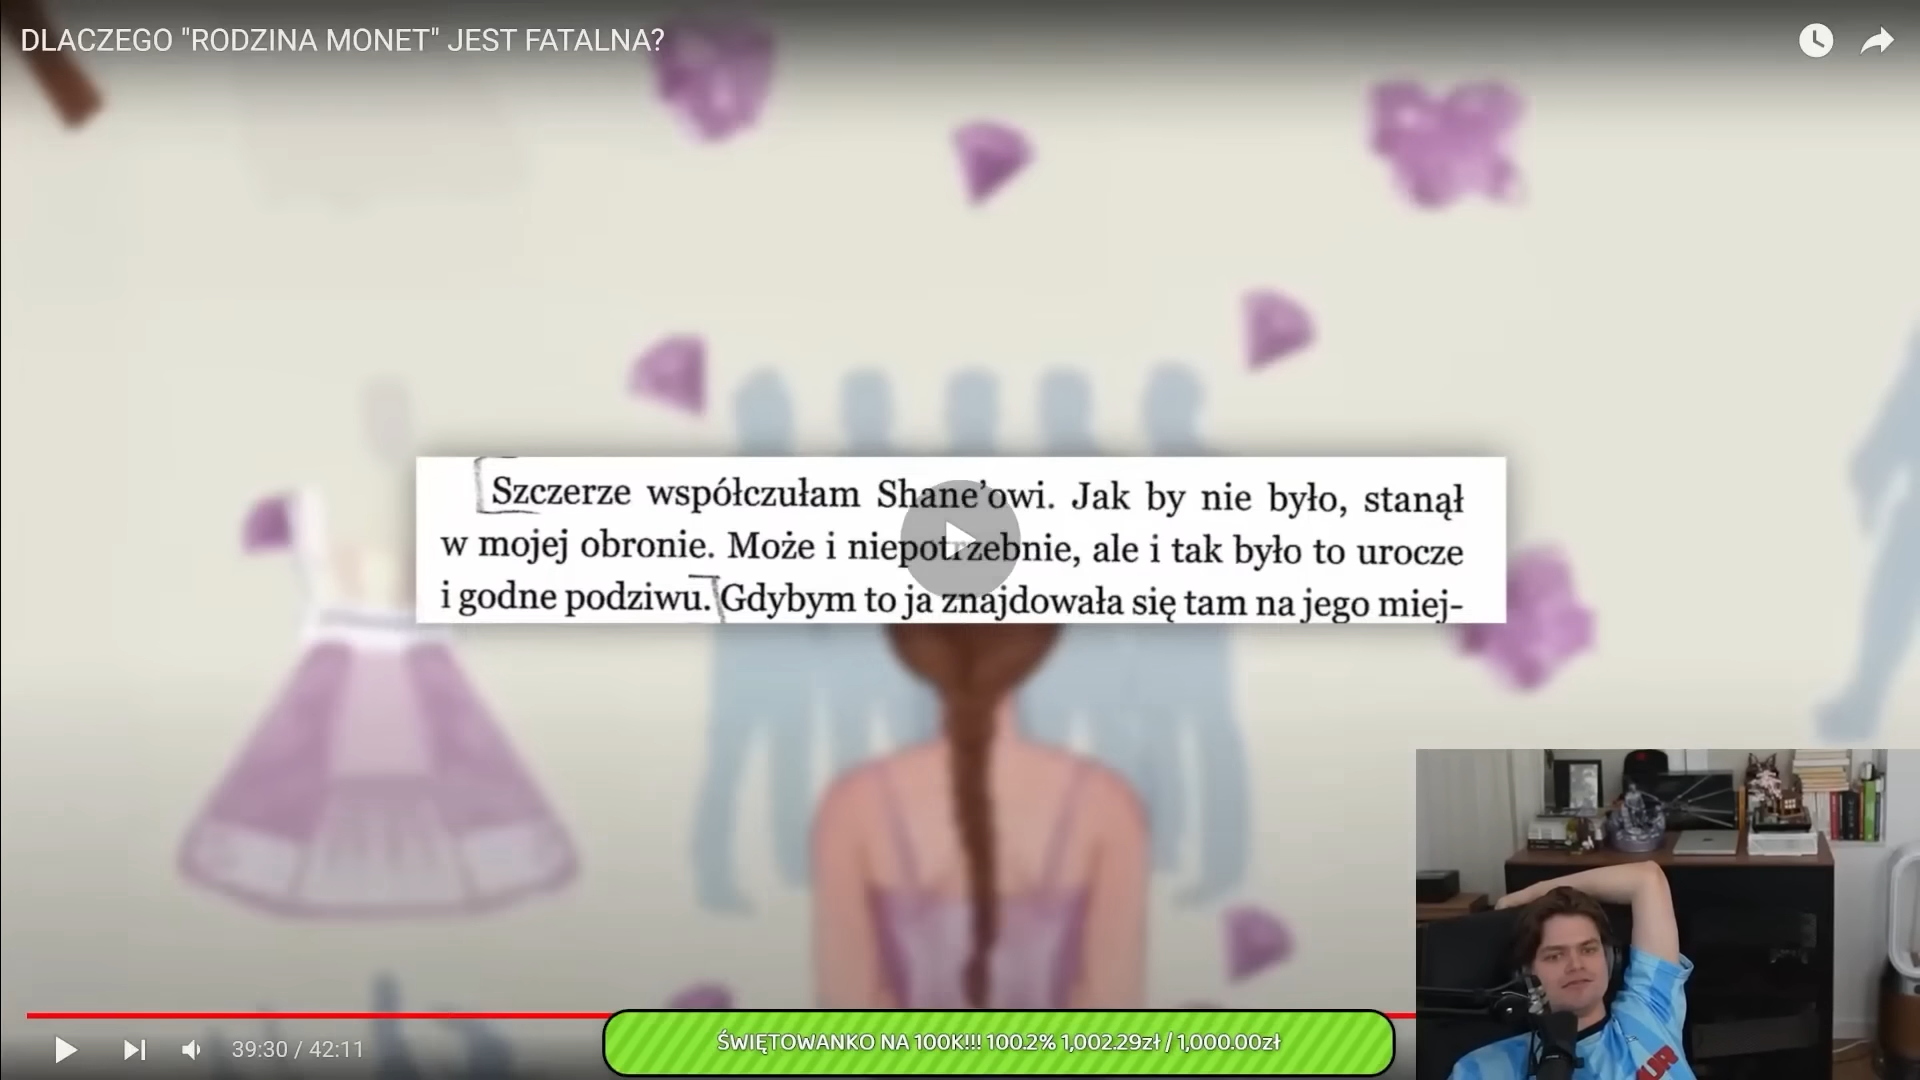 DLACZEGO "RODZINA MONET" JEST FATALNA?
Szczerze współczułam Shane'owi. Jak by nie było, stanął
w mojej obronie. Może i niepotrzebnie, ale i tak było to urocze
i godne podziwu. Gdybym to ja znajdowała się tam na jego miej-
39:30 / 42:11
ŚWIĘTOWANKO NA 100K!!! 100.2% 1,002.29zł / 1,000.00zł